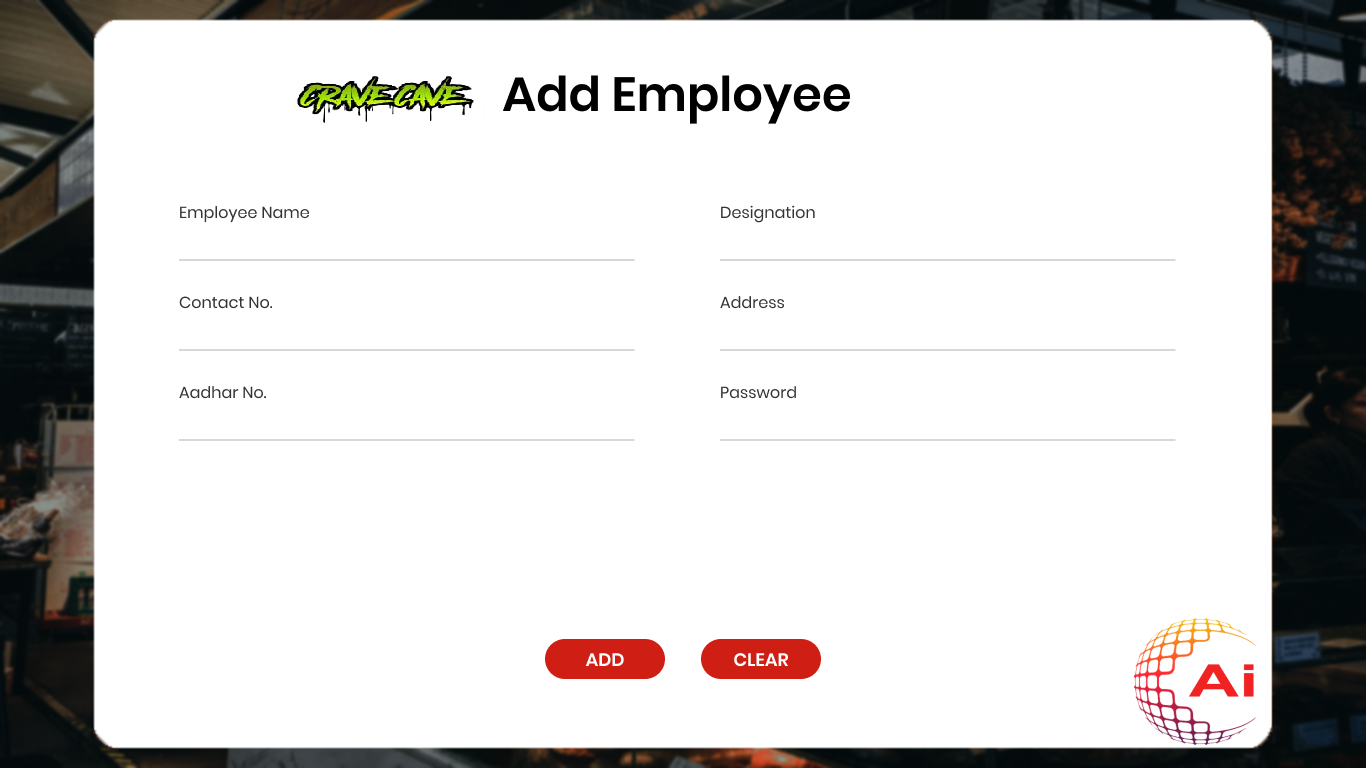 CRAVE CAVE Add Employee
Employee Name
Designation
Contact No.
Address
Aadhar No.
Password
ADD
CLEAR
Ai